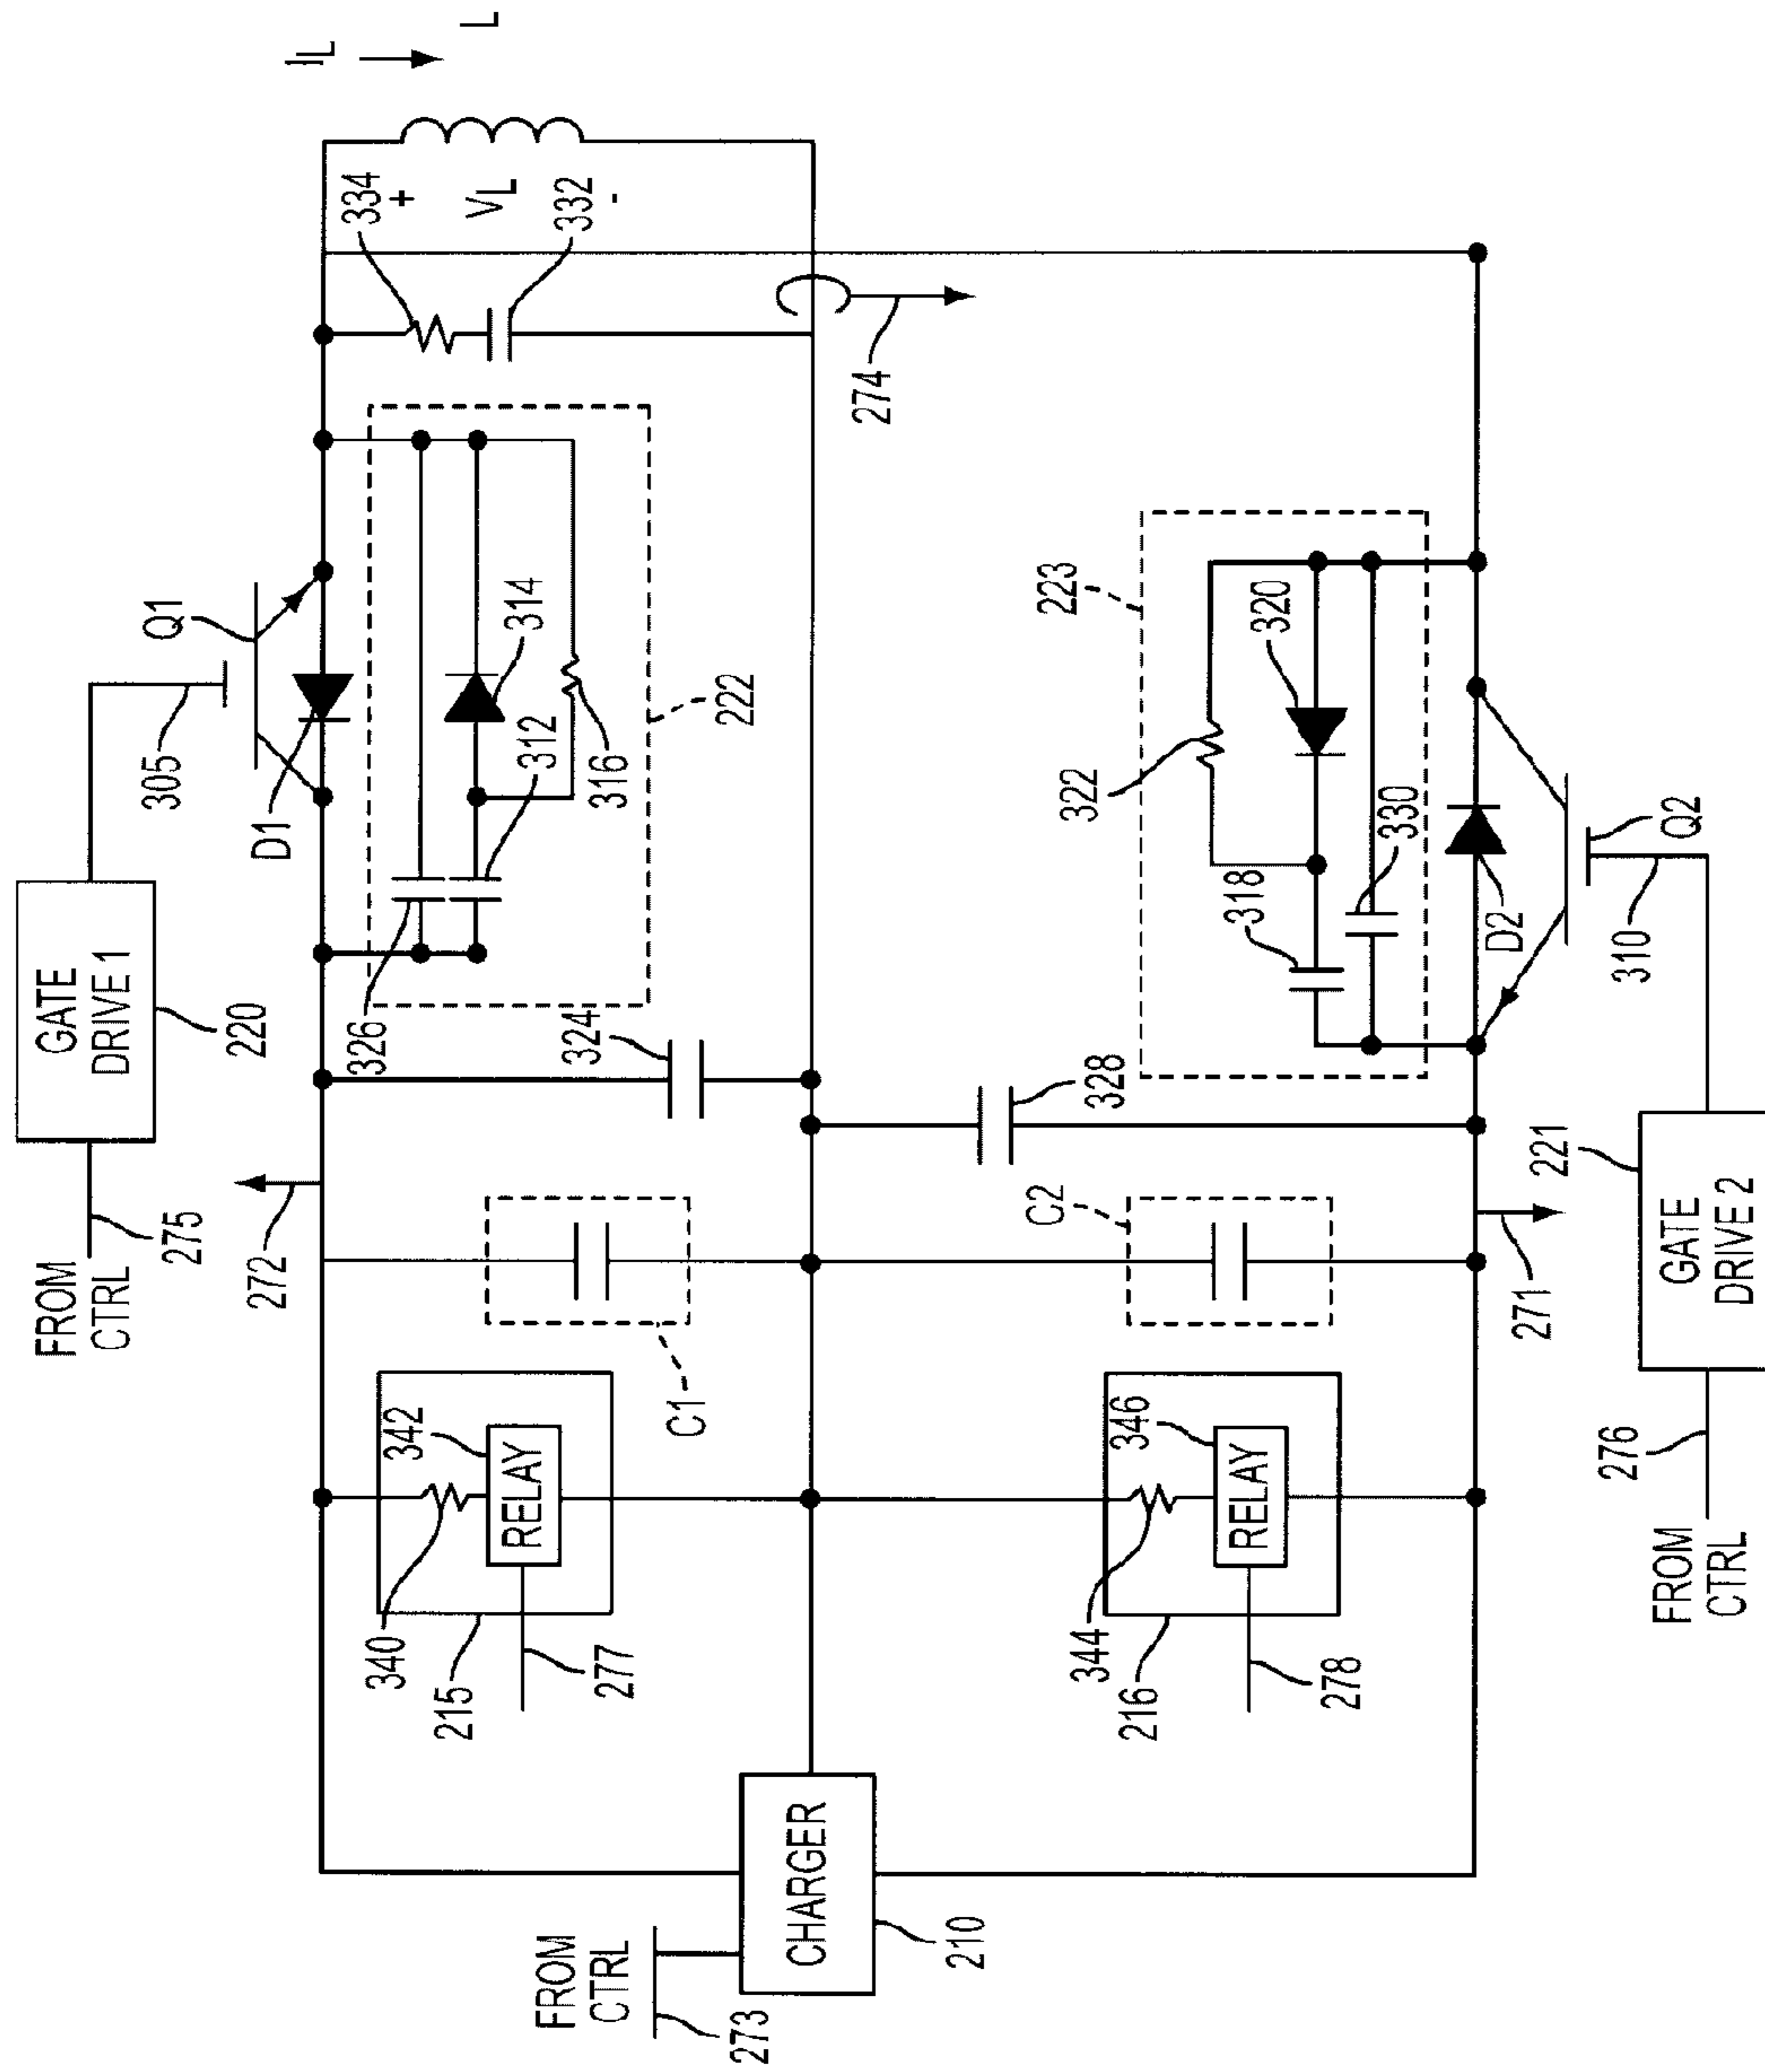 GATE
DRIVE 1
220
FROM
CTRL
275
305
Q1
D1
I_L
L
334
+
V_L
332
-
274
272
326
324
312
314
316
222
C1
342
RELAY
340
215
277
328
C2
223
320
322
318
330
D2
Q2
310
346
RELAY
344
216
278
271
221
GATE
DRIVE 2
276
FROM
CTRL
CHARGER
210
FROM
CTRL
273